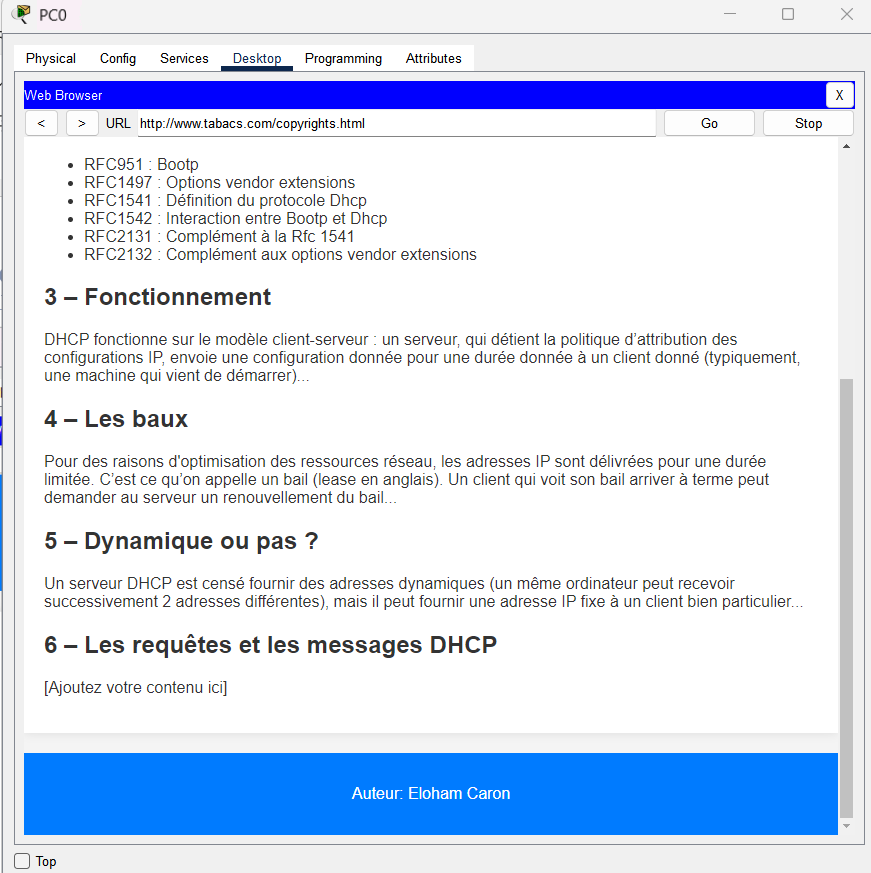 PC0
Physical Config Services Desktop Programming Attributes
Web Browser X
< > URL http://www.tabacs.com/copyrights.html Go Stop
• RFC951 : Bootp
• RFC1497 : Options vendor extensions
• RFC1541 : Définition du protocole Dhcp
• RFC1542 : Interaction entre Bootp et Dhcp
• RFC2131 : Complément à la Rfc 1541
• RFC2132 : Complément aux options vendor extensions
3 – Fonctionnement
DHCP fonctionne sur le modèle client-serveur : un serveur, qui détient la politique d’attribution des
configurations IP, envoie une configuration donnée pour une durée donnée à un client donné (typiquement,
une machine qui vient de démarrer)...
4 – Les baux
Pour des raisons d'optimisation des ressources réseau, les adresses IP sont délivrées pour une durée
limitée. C’est ce qu’on appelle un bail (lease en anglais). Un client qui voit son bail arriver à terme peut
demander au serveur un renouvellement du bail...
5 – Dynamique ou pas ?
Un serveur DHCP est censé fournir des adresses dynamiques (un même ordinateur peut recevoir
successivement 2 adresses différentes), mais il peut fournir une adresse IP fixe à un client bien particulier...
6 – Les requêtes et les messages DHCP
[Ajoutez votre contenu ici]
Auteur: Eloham Caron
Top